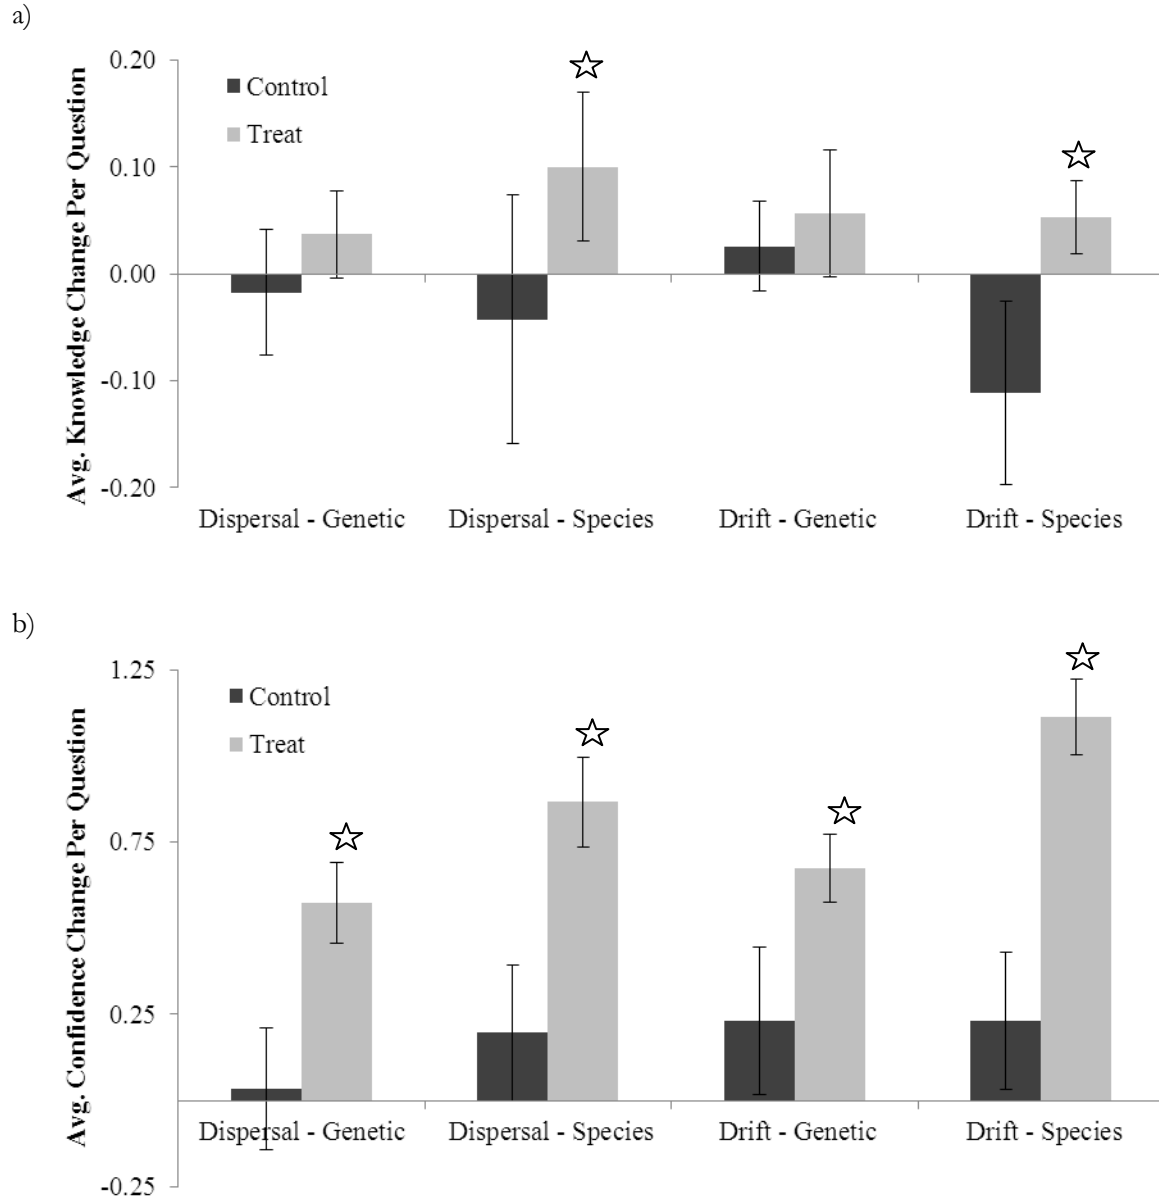 a)
Avg. Knowledge Change Per Question
0.20
0.10
0.00
-0.10
-0.20
Control
Treat
Dispersal - Genetic
Dispersal - Species
Drift - Genetic
Drift - Species
b)
Avg. Confidence Change Per Question
1.25
0.75
0.25
-0.25
Control
Treat
Dispersal - Genetic
Dispersal - Species
Drift - Genetic
Drift - Species